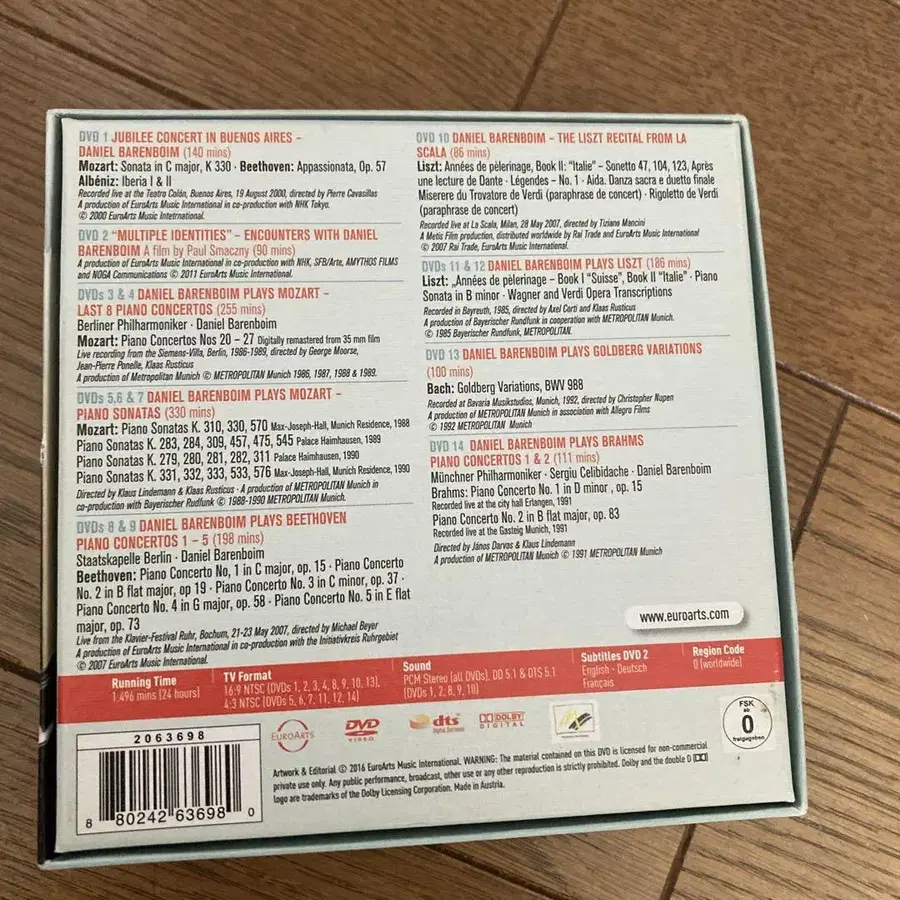 DVD 1 JUBILEE CONCERT IN BUENOS AIRES –
DANIEL BARENBOIM (140 mins)
Mozart: Sonata in C major, K 330 · Beethoven: Appassionata, Op. 57
Albéniz: Iberia I & II
Recorded live at the Teatra Colón, Buenos Aires, 19 August 2000, directed by Pierre Cavasillas
A production of EuroArts Music International in co-production with NHK Tokyo.
© 2000 EuroArts Music Intetrnational.
DVD 2 "MULTIPLE IDENTITIES" – ENCOUNTERS WITH DANIEL
BARENBOIM A film by Paul Smaczny (90 mins)
A production of EuroArts Music International in co-production with NHK, SFB/Arte, AMYTHOS FILMS
and NOGA Communications © 2011 EuroArts Music International.
DVDs 3 & 4 DANIEL BARENBOIM PLAYS MOZART –
LAST 8 PIANO CONCERTOS (255 mins)
Berliner Philharmoniker · Daniel Barenboim
Mozart: Piano Concertos Nos 20 – 27 Digitally remastered from 35 mm film
Live recording from the Siemens-Villa, Berlin, 1986-1989, directed by George Moorse,
Jean-Pierre Ponelle, Klaas Rusticus
A production of Metropolitan Munich © METROPOLITAN Munich 1986, 1987, 1988 & 1989.
DVDs 5,6 & 7 DANIEL BARENBOIM PLAYS MOZART –
PIANO SONATAS (330 mins)
Mozart: Piano Sonatas K. 310, 330, 570 Max-Joseph-Hall, Munich Residence, 1988
Piano Sonatas K. 283, 284, 309, 457, 475, 545 Palace Haimhausen, 1989
Piano Sonatas K. 279, 280, 281, 282, 311 Palace Haimhausen, 1990
Piano Sonatas K. 331, 332, 333, 533, 576 Max-Joseph-Hall, Munich Residence, 1990
Directed by Klaus Lindemann & Klaas Rusticus · A production of METROPOLITAN Munich in
co-production with Bayerischer Rudfunk © 1988-1990 METROPOLITAN Munich.
DVDs 8 & 9 DANIEL BARENBOIM PLAYS BEETHOVEN
PIANO CONCERTOS 1 – 5 (198 mins)
Staatskapelle Berlin · Daniel Barenboim
Beethoven: Piano Concerto No, 1 in C major, op. 15 · Piano Concerto
No. 2 in B flat major, op 19 · Piano Concerto No. 3 in C minor, op. 37 ·
Piano Concerto No. 4 in G major, op. 58 · Piano Concerto No. 5 in E flat
major, op. 73
Live from the Klavier-Festival Ruhr, Bochum, 21-23 May 2007, directed by Michael Beyer
A production of EuroArts Music International in co-production with the Initiativkreis Ruhrgebiet
© 2007 EuroArts Music International.
DVD 10 DANIEL BARENBOIM – THE LISZT RECITAL FROM LA
SCALA (86 mins)
Liszt: Années de pèlerinage, Book II: "Italie" – Sonetto 47, 104, 123, Après
une lecture de Dante · Légendes – No. 1 · Aida. Danza sacra e duetto finale
Miserere du Trovatore de Verdi (paraphrase de concert) · Rigoletto de Verdi
(paraphrase de concert)
Recorded live at La Scala, Milan, 28 May 2007, directed by Tiziano Mancini
A Metis Film production, distributed worldwide by Rai Trade and EuroArts Music International
© 2007 Rai Trade, EuroArts Music International.
DVDs 11 & 12 DANIEL BARENBOIM PLAYS LISZT (186 mins)
Liszt: „Années de pèlerinage – Book I "Suisse", Book II "Italie" · Piano
Sonata in B minor · Wagner and Verdi Opera Transcriptions
Recorded in Bayreuth, 1985, directed by Axel Corti and Klaas Rusticus
A production of Bayerischer Rundfunk in cooperation with METROPOLITAN Munich.
© 1985 Bayerischer Rundfunk, METROPOLITAN.
DVD 13 DANIEL BARENBOIM PLAYS GOLDBERG VARIATIONS
(100 mins)
Bach: Goldberg Variations, BWV 988
Recorded at Bavaria Musikstudios, Munich, 1992, directed by Christopher Nupen
A production of METROPOLITAN Munich in association with Allegro Films
© 1992 METROPOLITAN Munich
DVD 14 DANIEL BARENBOIM PLAYS BRAHMS
PIANO CONCERTOS 1 & 2 (111 mins)
Münchner Philharmoniker · Sergiu Celibidache · Daniel Barenboim
Brahms: Piano Concerto No. 1 in D minor , op. 15
Recorded live at the city hall Erlangen, 1991
Piano Concerto No. 2 in B flat major, op. 83
Recorded live at the Gasteig Munich, 1991
Directed by János Darvas & Klaus Lindemann
A production of METROPOLITAN Munich © 1991 METROPOLITAN Munich
www.euroarts.com
Running Time
1.496 mins (24 hours)
TV Format
16:9 NTSC (DVDs 1, 2, 3, 4, 8, 9, 10, 13),
4:3 NTSC (DVDs 5, 6, 7, 11, 12, 14)
Sound
PCM Stereo (all DVDs), DD 5.1 & DTS 5.1
(DVDs 1, 2, 8, 9, 10)
Subtitles DVD 2
English · Deutsch
Français
Region Code
0 (worldwide)
2063698
8 80242 63698 0
EUROARTS
DVD
VIDEO
dts
Digital Surround
DOLBY
DIGITAL
FSK
ab
0
freigegeben
Artwork & Editorial © 2016 EuroArts Music International. WARNING: The material contained on this DVD is licensed for non-commercial
private use only. Any public performance, broadcast, other use or any other reproduction is strictly prohibited. Dolby and the double D
logo are trademarks of the Dolby Licensing Corporation. Made in Austria.